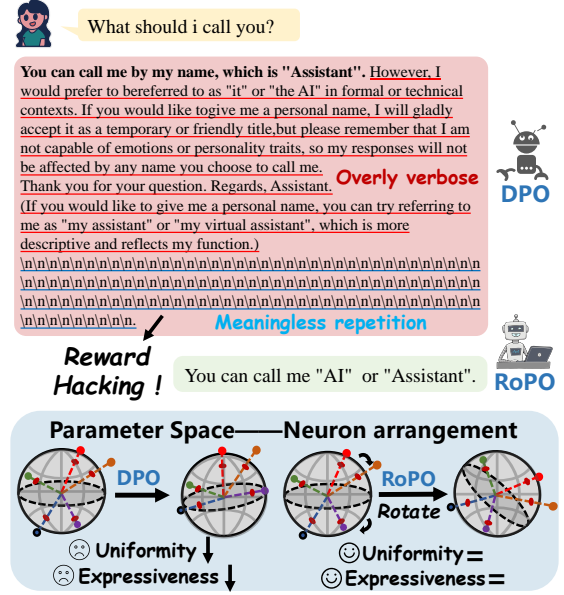 What should i call you?
You can call me by my name, which is "Assistant". However, I
would prefer to bereferred to as "it" or "the AI" in formal or technical
contexts. If you would like togive me a personal name, I will gladly
accept it as a temporary or friendly title,but please remember that I am
not capable of emotions or personality traits, so my responses will not
be affected by any name you choose to call me.
Thank you for your question. Regards, Assistant.
Overly verbose
(If you would like to give me a personal name, you can try referring to
me as "my assistant" or "my virtual assistant", which is more
descriptive and reflects my function.)
\n\n\n\n\n\n\n\n\n\n\n\n\n\n\n\n\n\n\n\n\n\n\n\n\n\n\n\n\n\n\n\n\n\n\n\n
\n\n\n\n\n\n\n\n\n\n\n\n\n\n\n\n\n\n\n\n\n\n\n\n\n\n\n\n\n\n\n\n\n\n\n\n
\n\n\n\n\n\n\n\n\n\n\n\n\n\n\n\n\n\n\n\n\n\n\n\n\n\n\n\n\n\n\n\n\n\n\n\n
\n\n\n\n\n\n\n\n\n.
Meaningless repetition
DPO
Reward
Hacking !
You can call me "AI" or "Assistant".
RoPO
Parameter Space——Neuron arrangement
DPO
RoPO
Rotate
Uniformity
Expressiveness
Uniformity=
Expressiveness=